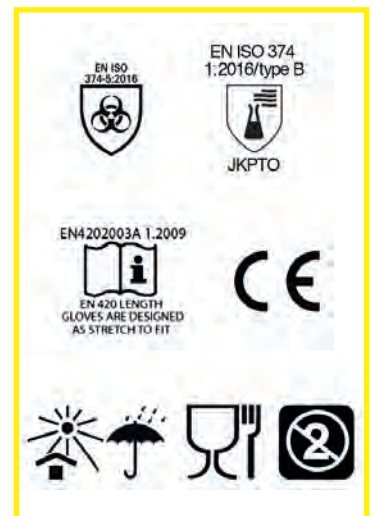 EN ISO
374-5:2016
EN ISO 374
1:2016/type B
JKPTO
EN4202003A 1.2009
i
EN 420 LENGTH
GLOVES ARE DESIGNED
AS STRETCH TO FIT
CE
2